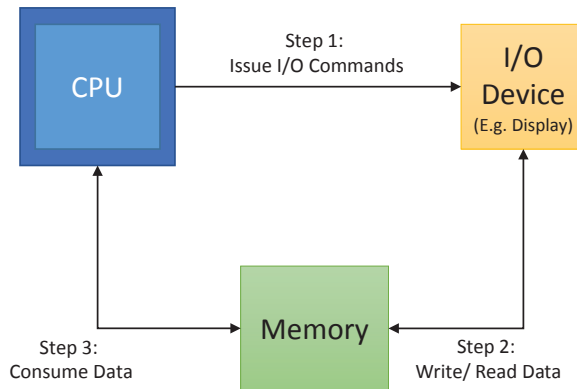 CPU
Step 1:
Issue I/O Commands
I/O
Device
(E.g. Display)
Memory
Step 3:
Consume Data
Step 2:
Write/ Read Data